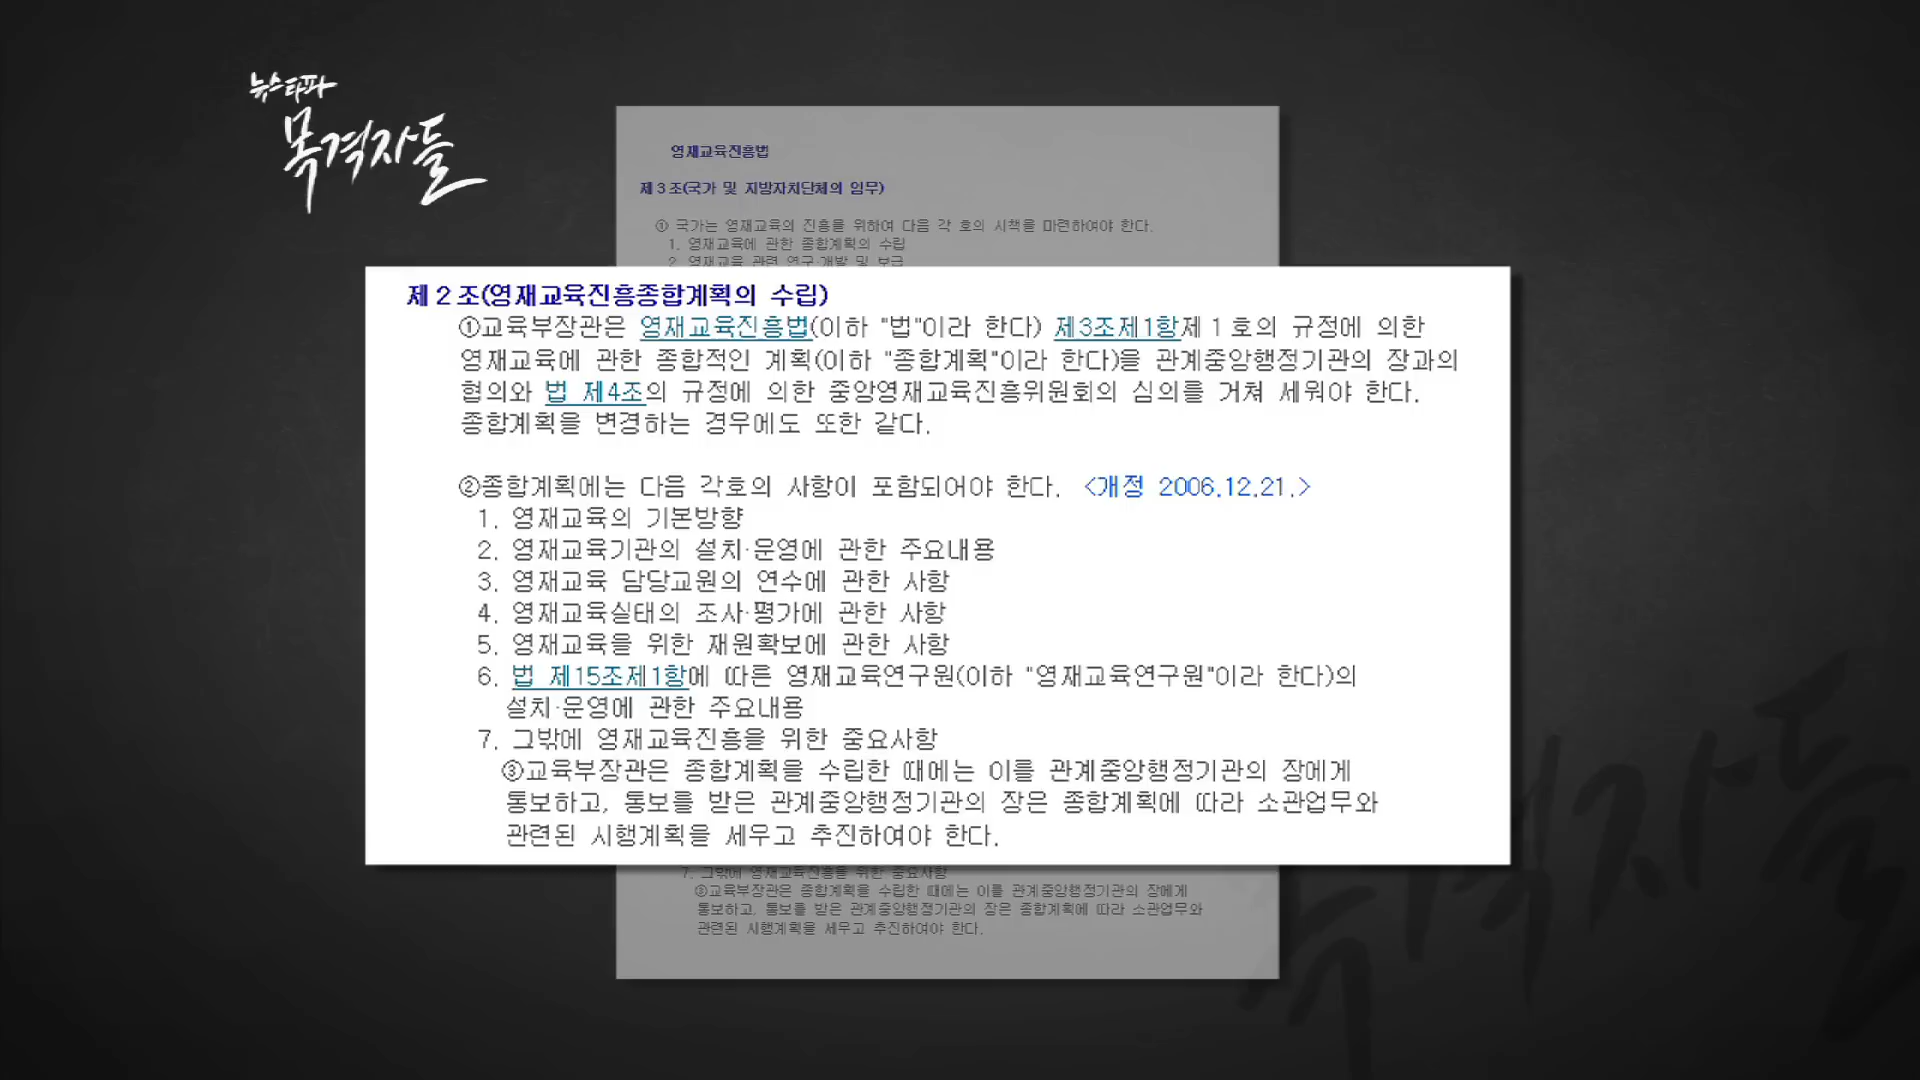 뉴스타파
목격자들
영재교육진흥법
제3조(국가 및 지방자치단체의 임무)
① 국가는 영재교육의 진흥을 위하여 다음 각 호의 시책을 마련하여야 한다.
1. 영재교육에 관한 종합계획의 수립
2. 영재교육 관련 연구·개발 및 보급
제2조(영재교육진흥종합계획의 수립)
①교육부장관은 영재교육진흥법(이하 "법"이라 한다) 제3조제1항제1호의 규정에 의한
영재교육에 관한 종합적인 계획(이하 "종합계획"이라 한다)을 관계중앙행정기관의 장과의
협의와 법 제4조의 규정에 의한 중앙영재교육진흥위원회의 심의를 거쳐 세워야 한다.
종합계획을 변경하는 경우에도 또한 같다.
②종합계획에는 다음 각호의 사항이 포함되어야 한다. <개정 2006.12.21.>
1. 영재교육의 기본방향
2. 영재교육기관의 설치·운영에 관한 주요내용
3. 영재교육 담당교원의 연수에 관한 사항
4. 영재교육실태의 조사·평가에 관한 사항
5. 영재교육을 위한 재원확보에 관한 사항
6. 법 제15조제1항에 따른 영재교육연구원(이하 "영재교육연구원"이라 한다)의
설치·운영에 관한 주요내용
7. 그밖에 영재교육진흥을 위한 중요사항
③교육부장관은 종합계획을 수립한 때에는 이를 관계중앙행정기관의 장에게
통보하고, 통보를 받은 관계중앙행정기관의 장은 종합계획에 따라 소관업무와
관련된 시행계획을 세우고 추진하여야 한다.
7. 그밖에 영재교육진흥을 위한 중요사항
③교육부장관은 종합계획을 수립한 때에는 이를 관계중앙행정기관의 장에게
통보하고, 통보를 받은 관계중앙행정기관의 장은 종합계획에 따라 소관업무와
관련된 시행계획을 세우고 추진하여야 한다.
목격자들